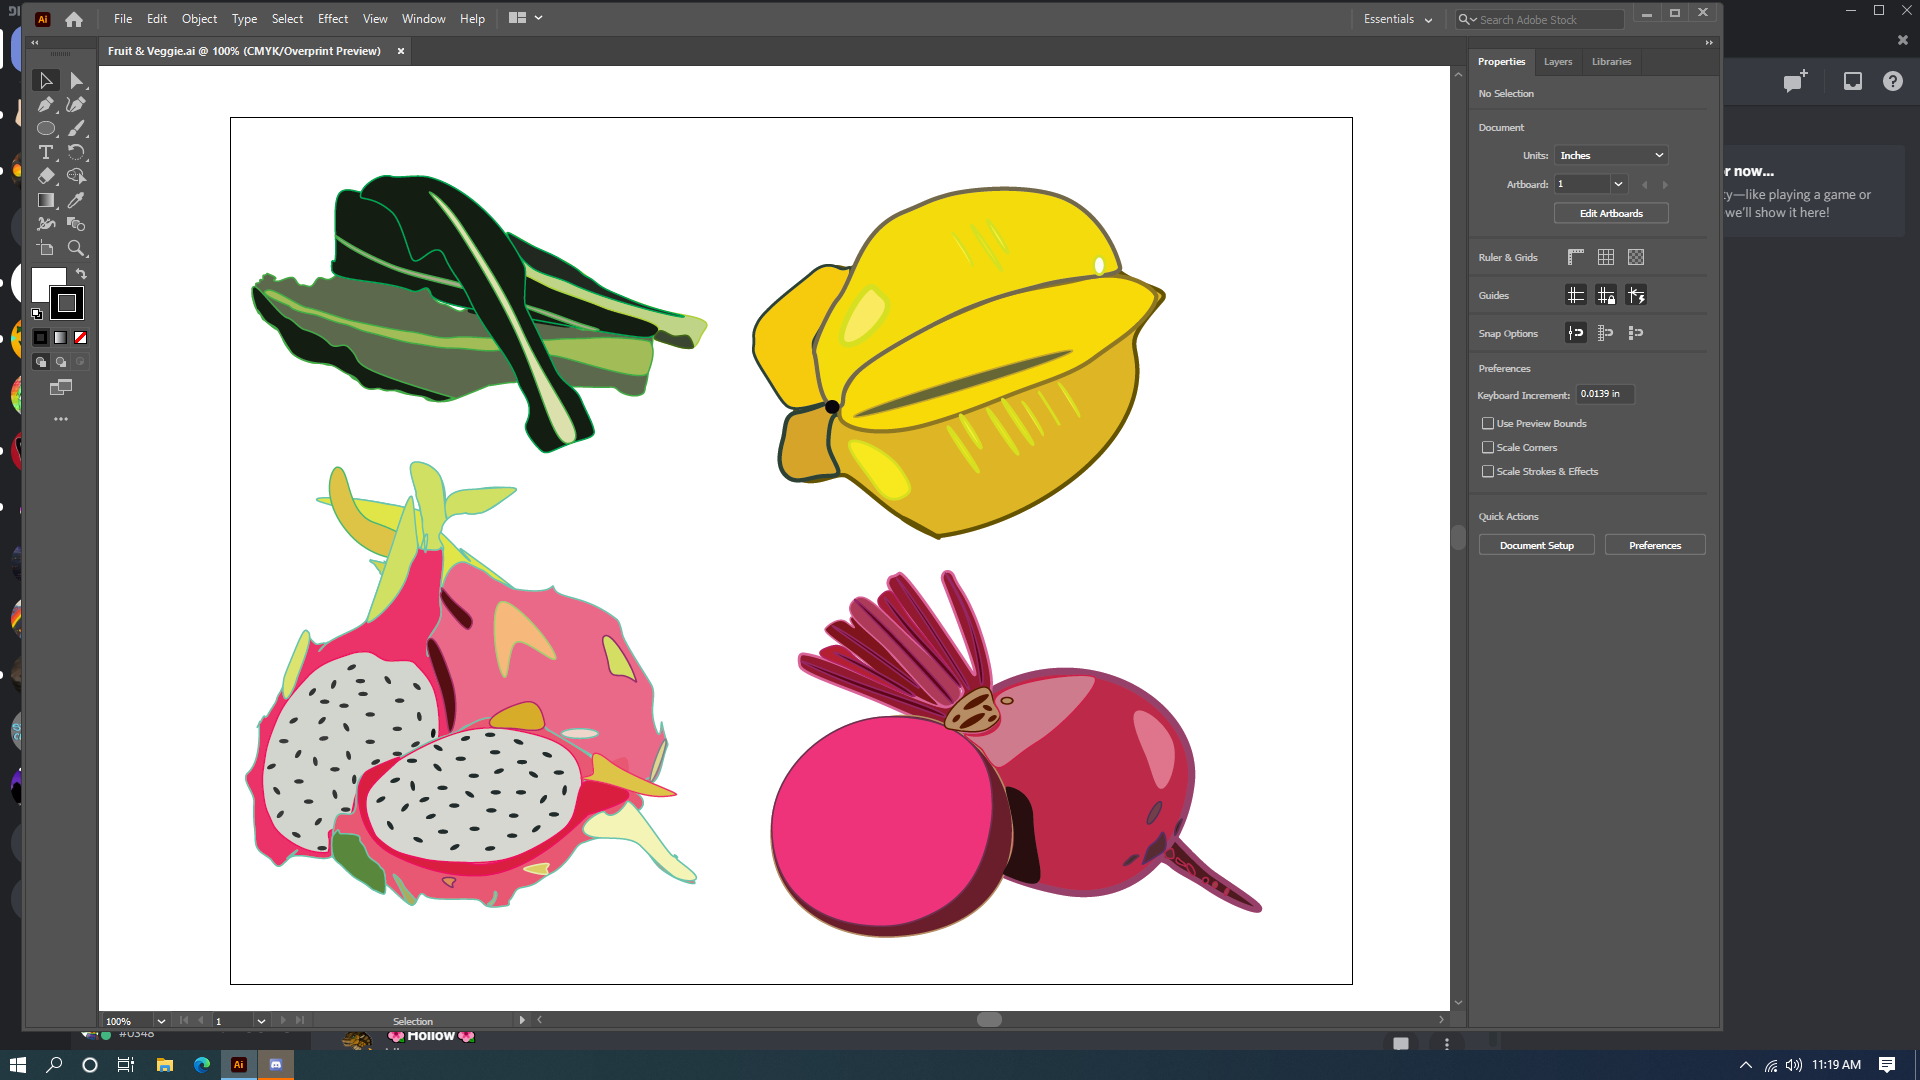 Ai
File Edit Object Type Select Effect View Window Help
Essentials
Search Adobe Stock
Fruit & Veggie.ai @ 100% (CMYK/Overprint Preview)
Properties Layers Libraries
No Selection
Document
Units: Inches
Artboard: 1
Edit Artboards
Ruler & Grids
Guides
Snap Options
Preferences
Keyboard Increment: 0.0139 in
Use Preview Bounds
Scale Corners
Scale Strokes & Effects
Quick Actions
Document Setup Preferences
r now...
ty—like playing a game or
we'll show it here!
100% 1 Selection
#0348
Hollow
Ai
11:19 AM